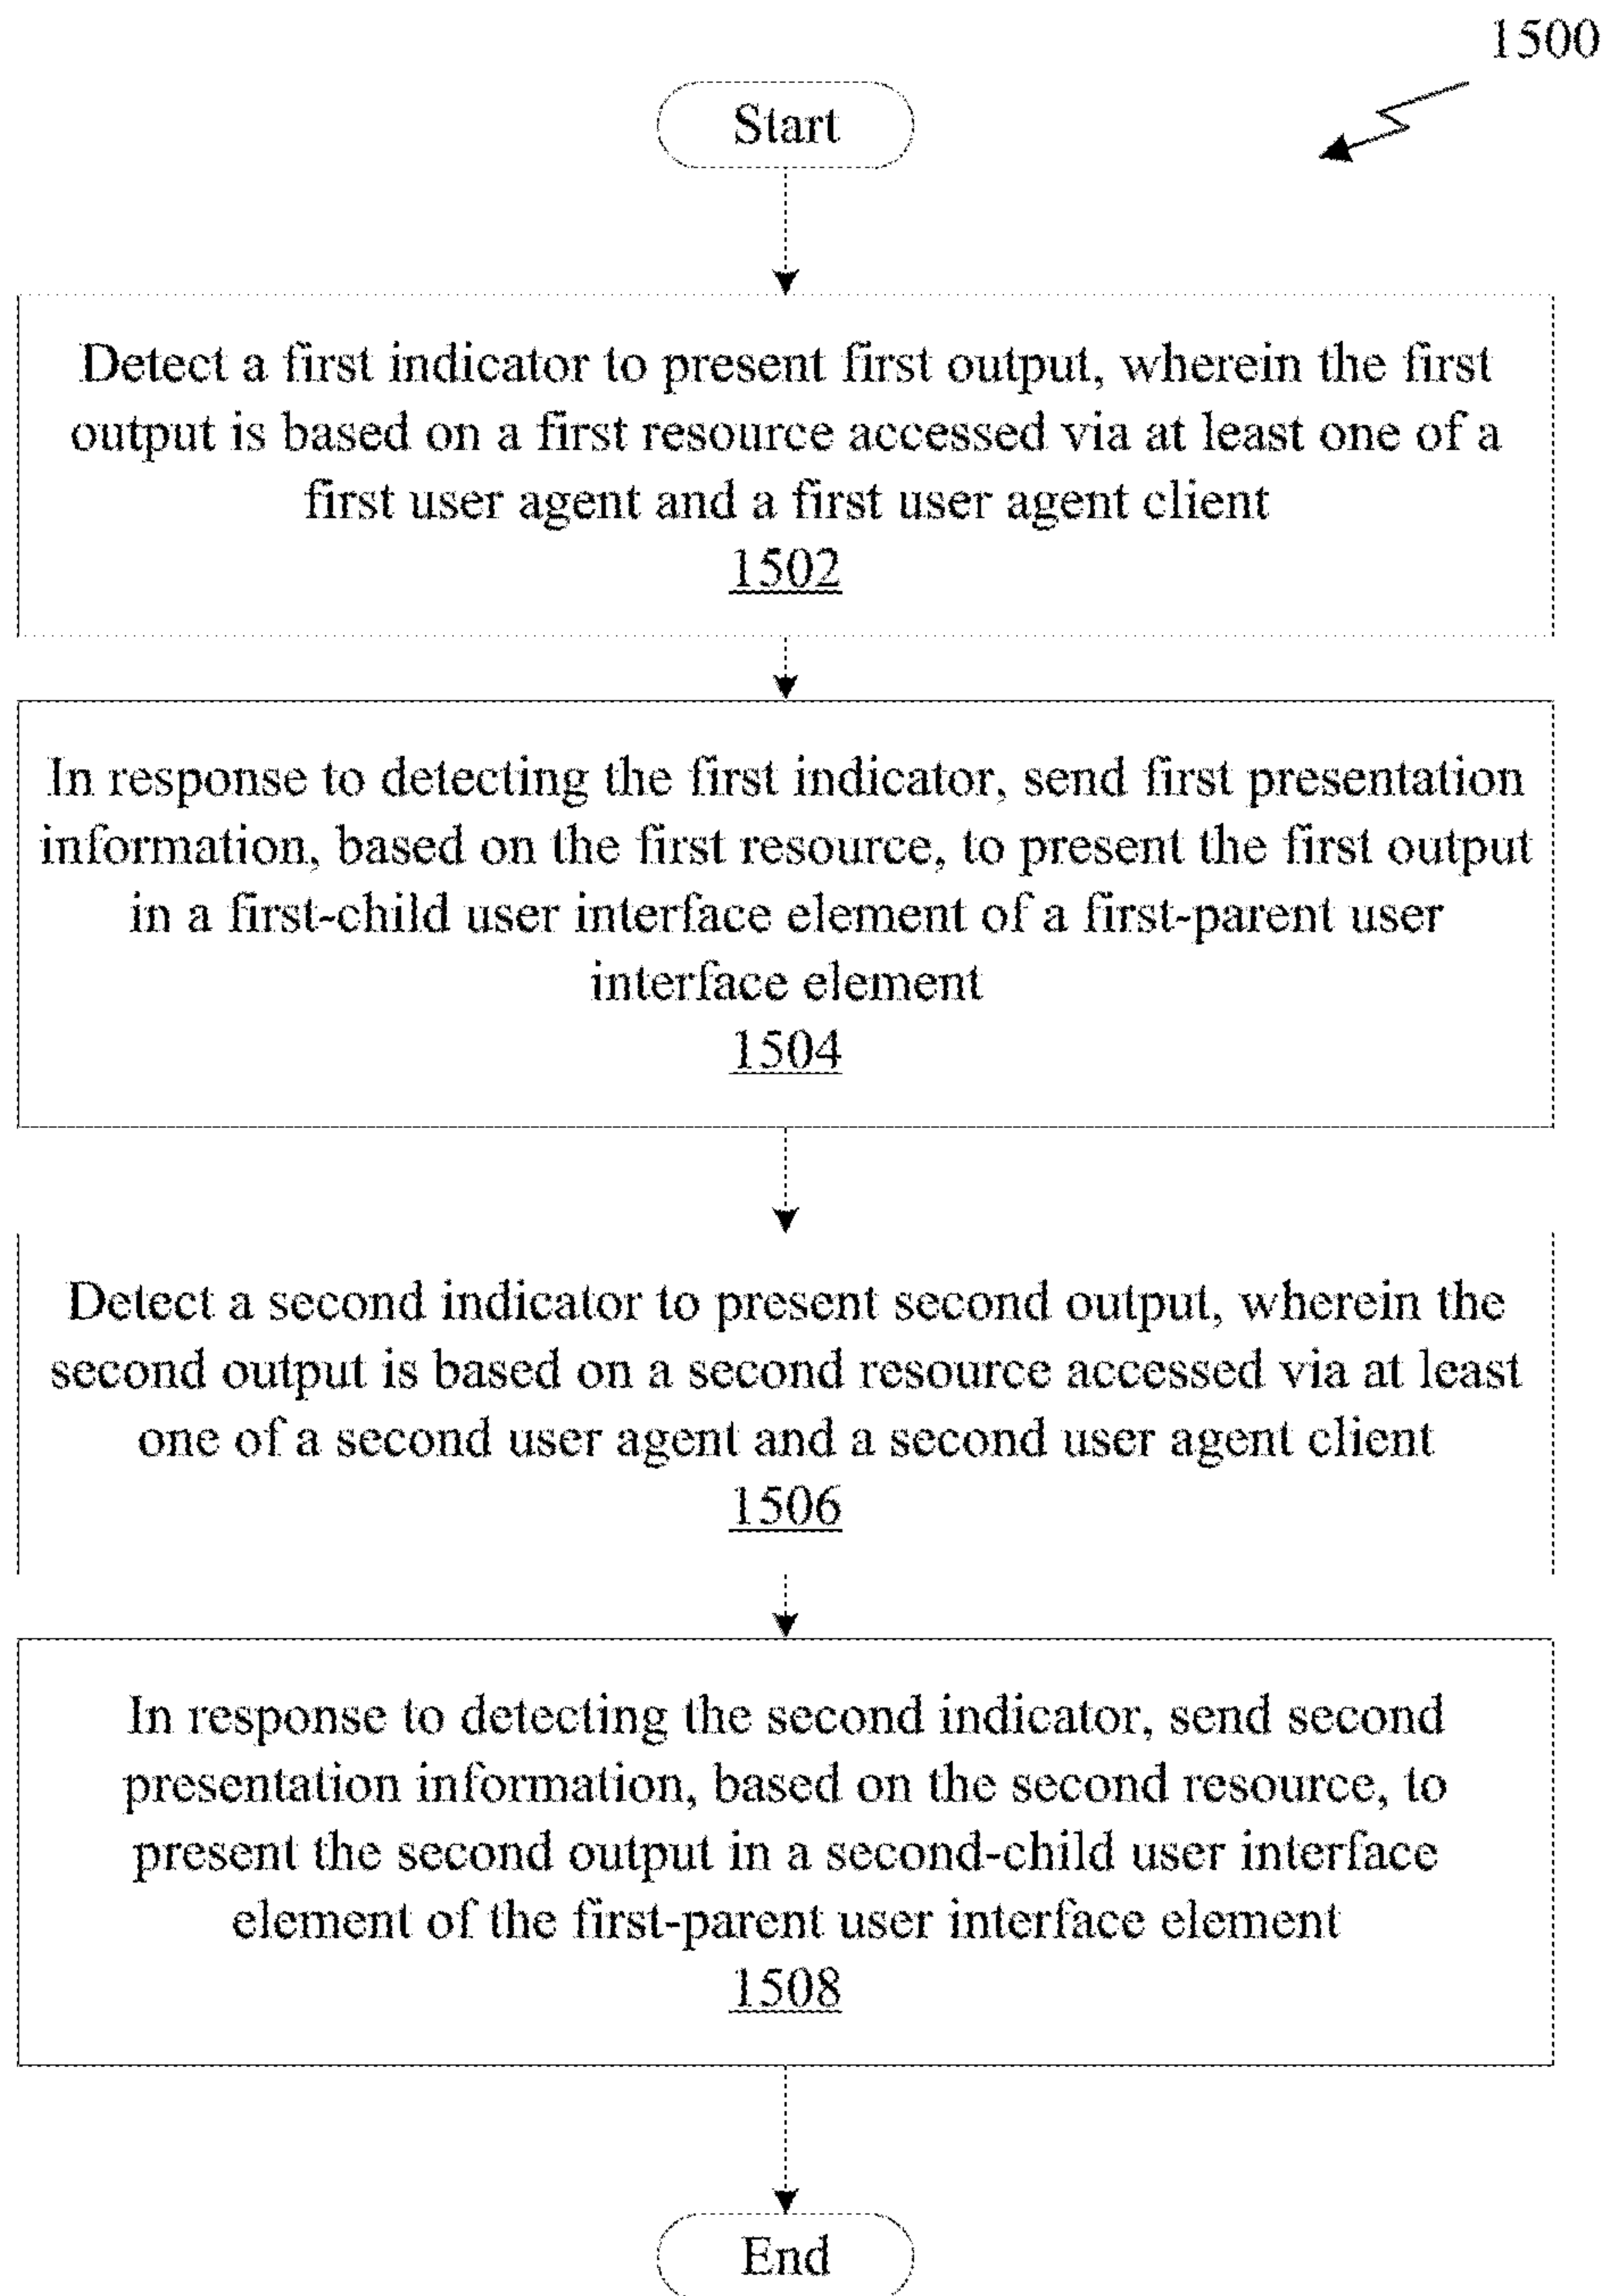 1500
Start
Detect a first indicator to present first output, wherein the first
output is based on a first resource accessed via at least one of a
first user agent and a first user agent client
1502
In response to detecting the first indicator, send first presentation
information, based on the first resource, to present the first output
in a first-child user interface element of a first-parent user
interface element
1504
Detect a second indicator to present second output, wherein the
second output is based on a second resource accessed via at least
one of a second user agent and a second user agent client
1506
In response to detecting the second indicator, send second
presentation information, based on the second resource, to
present the second output in a second-child user interface
element of the first-parent user interface element
1508
End